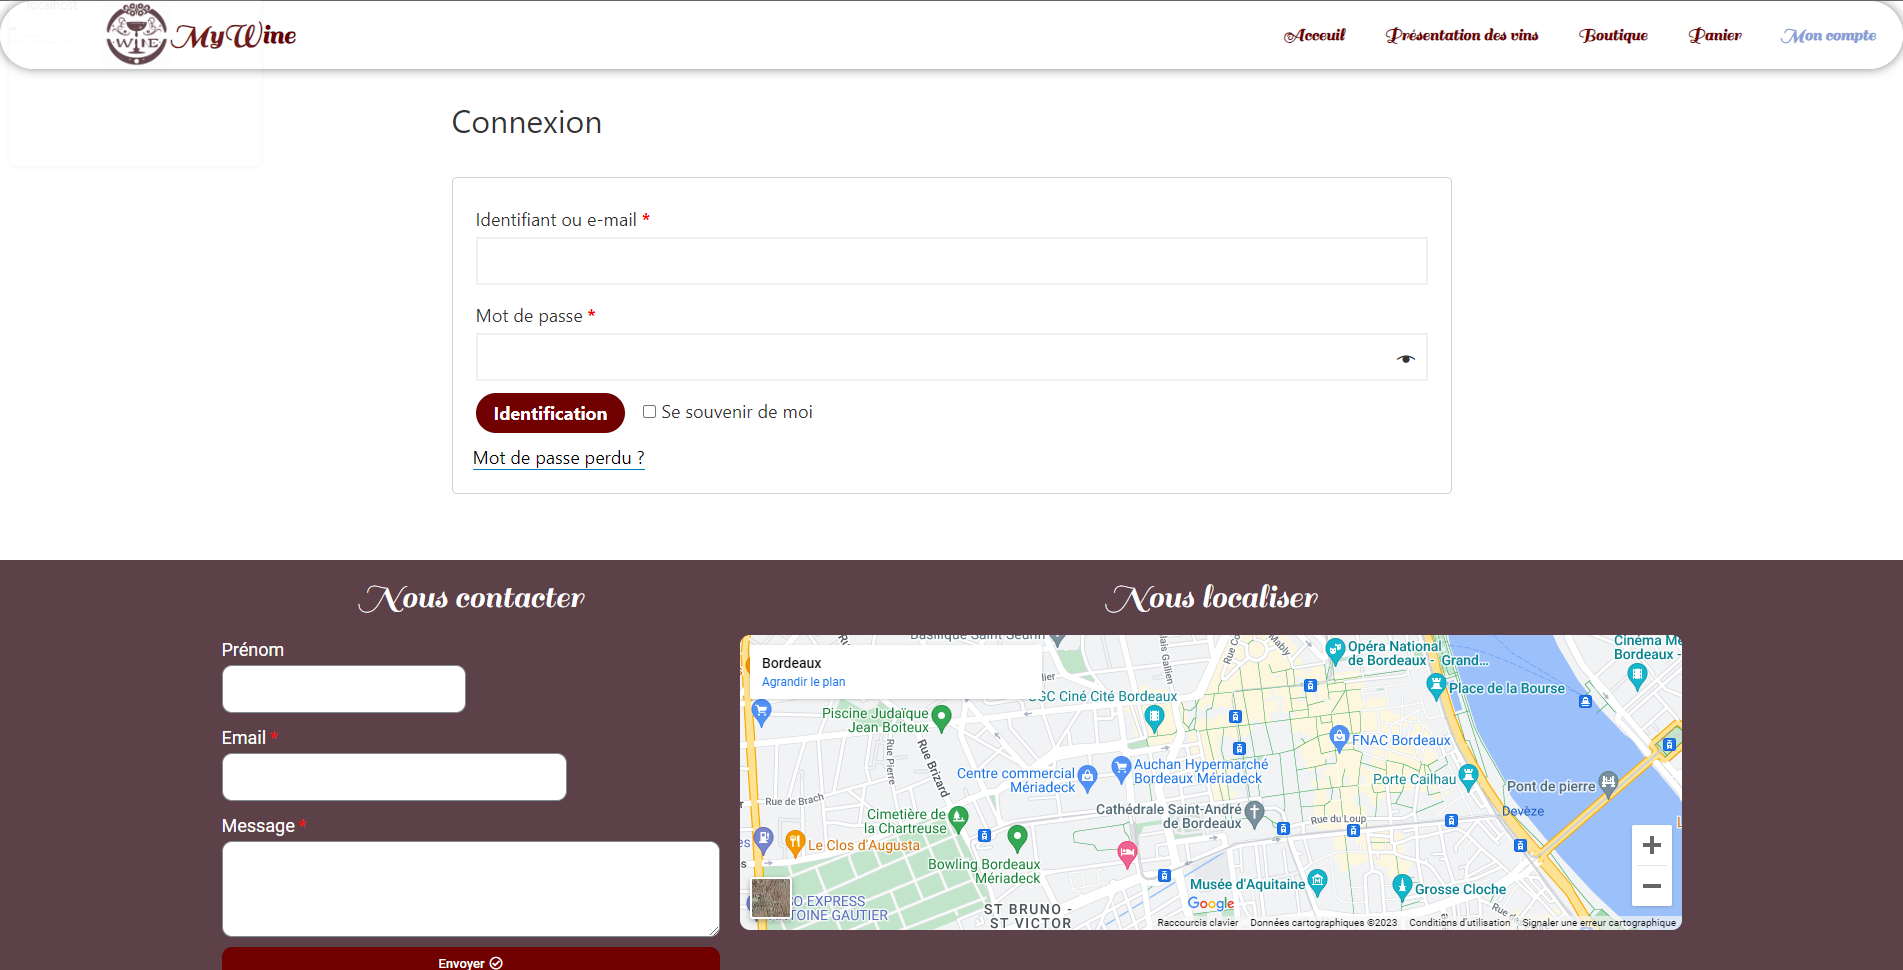 localhost
WINE
MyWine
Acceuil
Présentation des vins
Boutique
Panier
Mon compte
Connexion
Identifiant ou e-mail *
Mot de passe *
Identification
Se souvenir de moi
Mot de passe perdu ?
Nous contacter
Prénom
Email *
Message *
Envoyer
Nous localiser
Bordeaux
Agrandir le plan
Basilique Saint Seurin
Mably
Opéra National
de Bordeaux - Grand...
Cinéma Mé
Bordeaux -
Place de la Bourse
CGC Ciné Cité Bordeaux
Piscine Judaïque
Jean Boiteux
Rue Pierre
Rue Brizard
FNAC Bordeaux
Centre commercial
Mériadeck
Auchan Hypermarché
Bordeaux Mériadeck
Porte Cailhau
Pont de pierre
Devèze
Rue de Brach
Cimetière de
la Chartreuse
Cathédrale Saint-André
de Bordeaux
Rue du Loup
Le Clos d'Augusta
Bowling Bordeaux
Mériadeck
Musée d'Aquitaine
Grosse Cloche
SO EXPRESS
TOINE GAUTIER
ST BRUNO -
ST VICTOR
Google
Raccourcis clavier
Données cartographiques ©2023
Conditions d'utilisation
Signaler une erreur cartographique